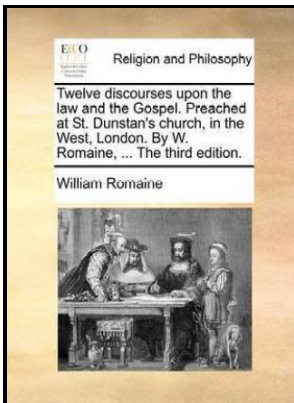 ECCO
Religion and Philosophy
Twelve discourses upon the
law and the Gospel. Preached
at St. Dunstan's church, in the
West, London. By W.
Romaine, ... The third edition.
William Romaine